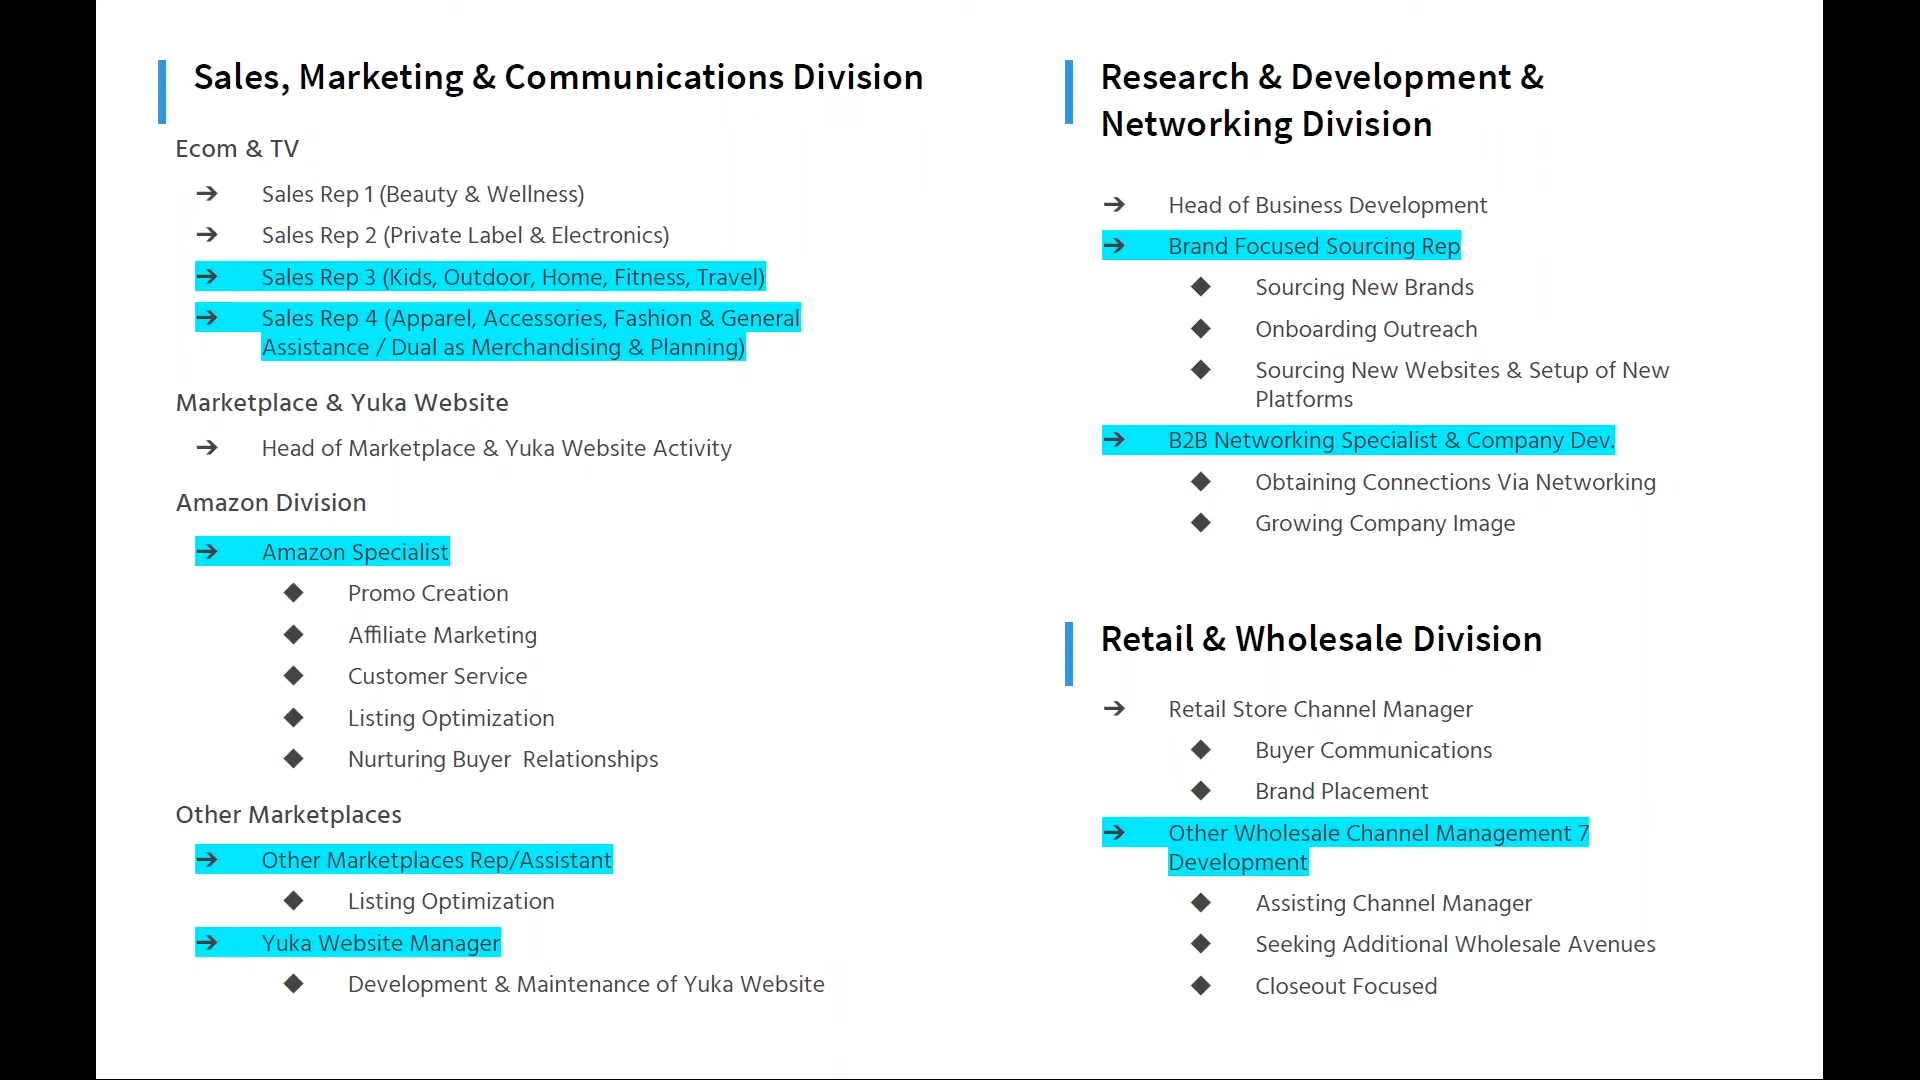 Sales, Marketing & Communications Division
Ecom & TV
➔ Sales Rep 1 (Beauty & Wellness)
➔ Sales Rep 2 (Private Label & Electronics)
➔ Sales Rep 3 (Kids, Outdoor, Home, Fitness, Travel)
➔ Sales Rep 4 (Apparel, Accessories, Fashion & General
Assistance / Dual as Merchandising & Planning)
Marketplace & Yuka Website
➔ Head of Marketplace & Yuka Website Activity
Amazon Division
➔ Amazon Specialist
◆ Promo Creation
◆ Affiliate Marketing
◆ Customer Service
◆ Listing Optimization
◆ Nurturing Buyer  Relationships
Other Marketplaces
➔ Other Marketplaces Rep/Assistant
◆ Listing Optimization
➔ Yuka Website Manager
◆ Development & Maintenance of Yuka Website
Research & Development &
Networking Division
➔ Head of Business Development
➔ Brand Focused Sourcing Rep
◆ Sourcing New Brands
◆ Onboarding Outreach
◆ Sourcing New Websites & Setup of New
Platforms
➔ B2B Networking Specialist & Company Dev.
◆ Obtaining Connections Via Networking
◆ Growing Company Image
Retail & Wholesale Division
➔ Retail Store Channel Manager
◆ Buyer Communications
◆ Brand Placement
➔ Other Wholesale Channel Management 7
Development
◆ Assisting Channel Manager
◆ Seeking Additional Wholesale Avenues
◆ Closeout Focused